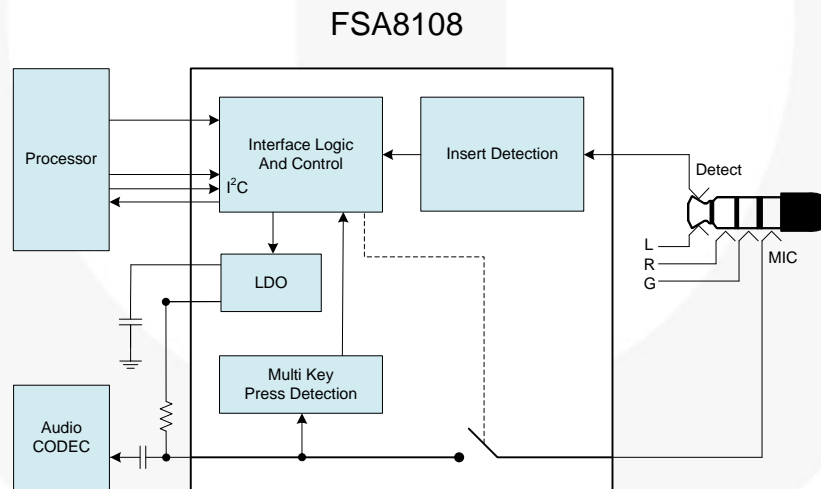 FSA8108
Processor
Interface Logic
And Control
I²C
Insert Detection
Detect
L
R
G
MIC
LDO
Multi Key
Press Detection
Audio
CODEC